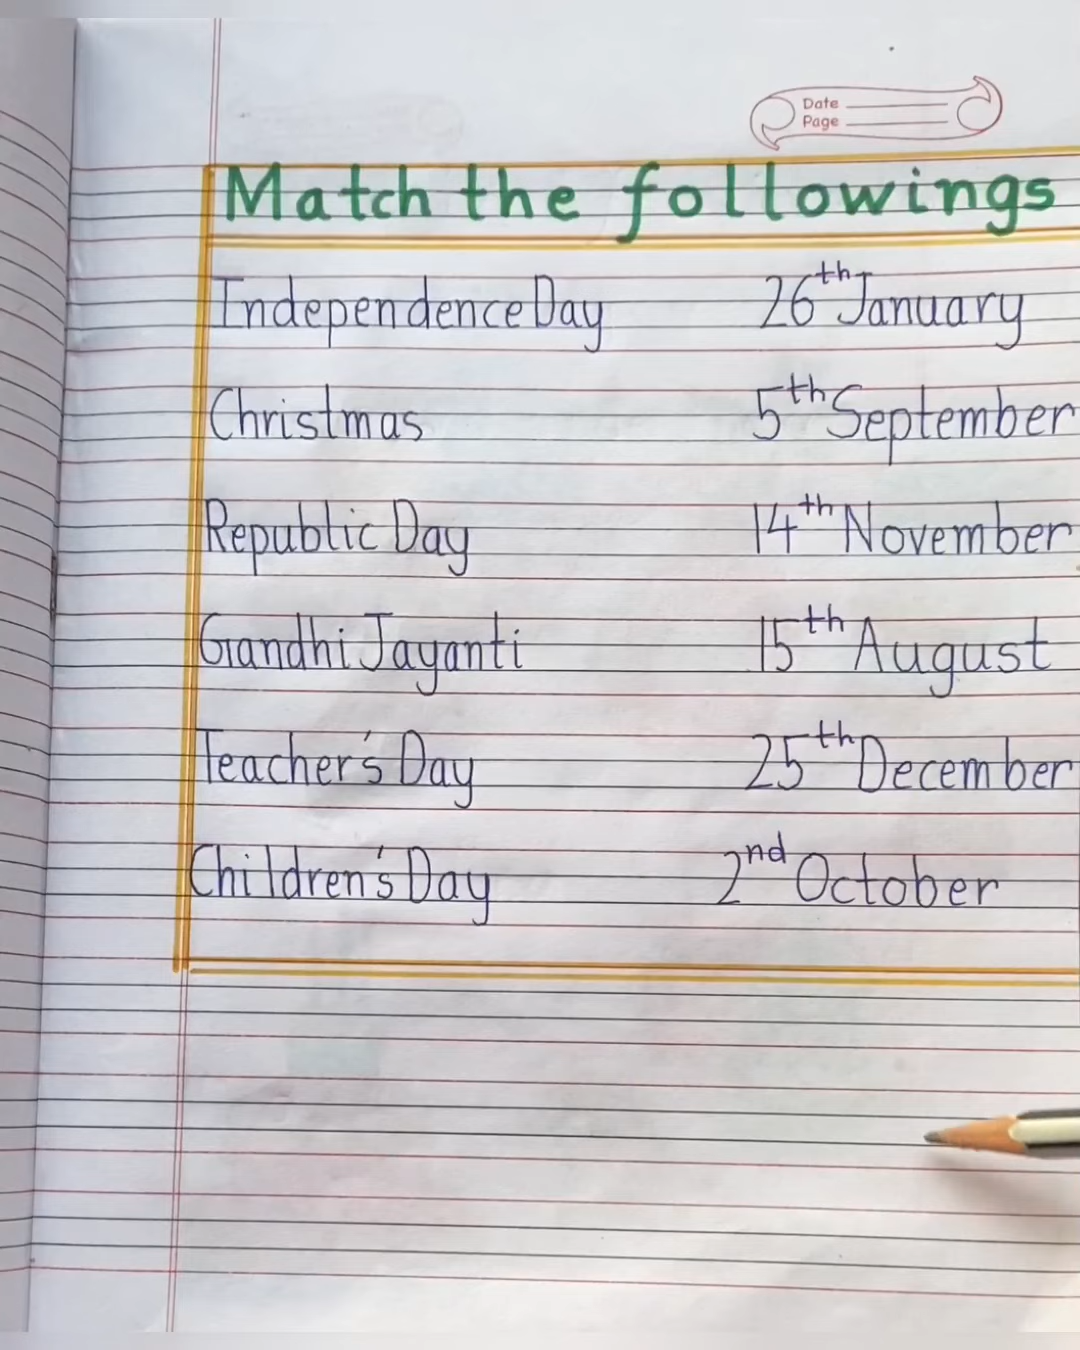 Date
Page
Match the followings
Independence Day 26th January
Christmas 5th September
Republic Day 14th November
Gandhi Jayanti 15th August
Teacher's Day 25th December
Children's Day 2nd October